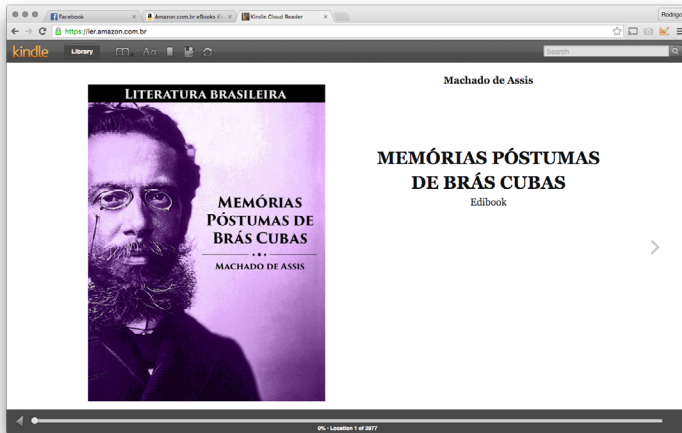 Facebook
Amazon.com.br eBooks Ki
Kindle Cloud Reader
Rodrigo
https://ler.amazon.com.br
kindle
Library
Aa
Search
LITERATURA BRASILEIRA
MEMÓRIAS
PÓSTUMAS DE
BRÁS CUBAS
MACHADO DE ASSIS
Machado de Assis
MEMÓRIAS PÓSTUMAS
DE BRÁS CUBAS
Edibook
0% · Location 1 of 2877